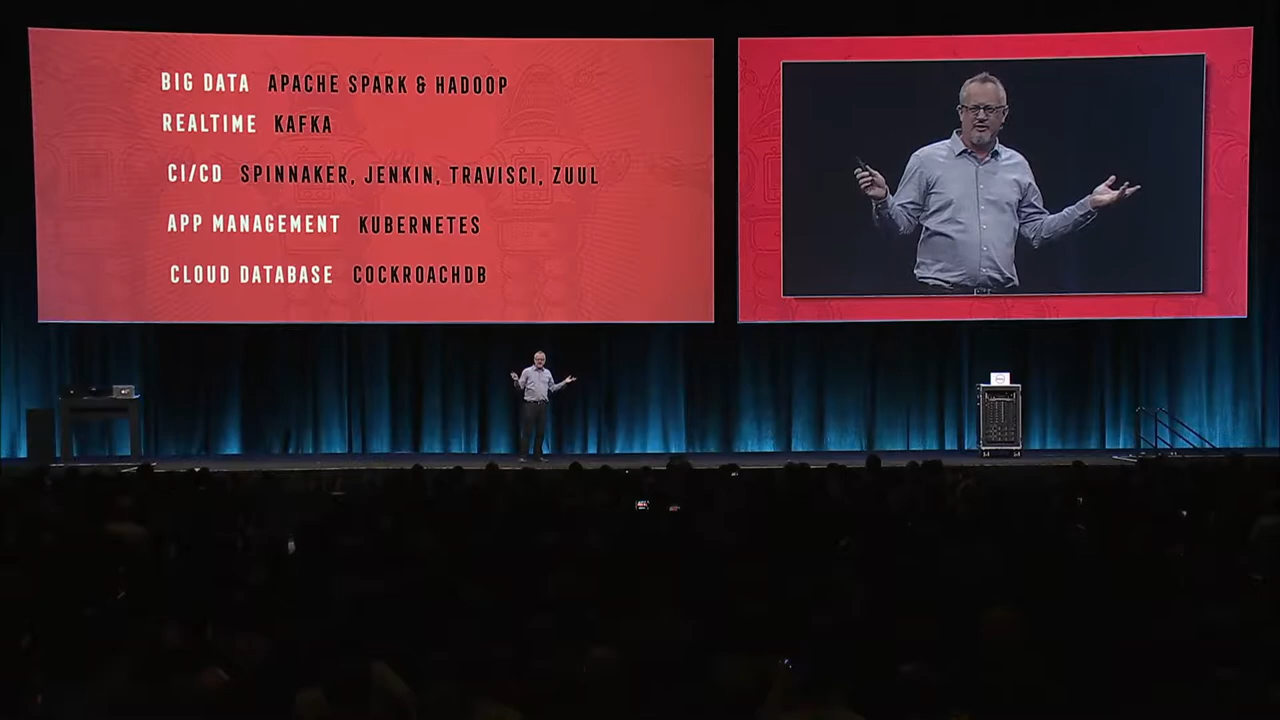 BIG DATA APACHE SPARK & HADOOP
REALTIME KAFKA
CI/CD SPINNAKER, JENKIN, TRAVISCI, ZUUL
APP MANAGEMENT KUBERNETES
CLOUD DATABASE COCKROACHDB